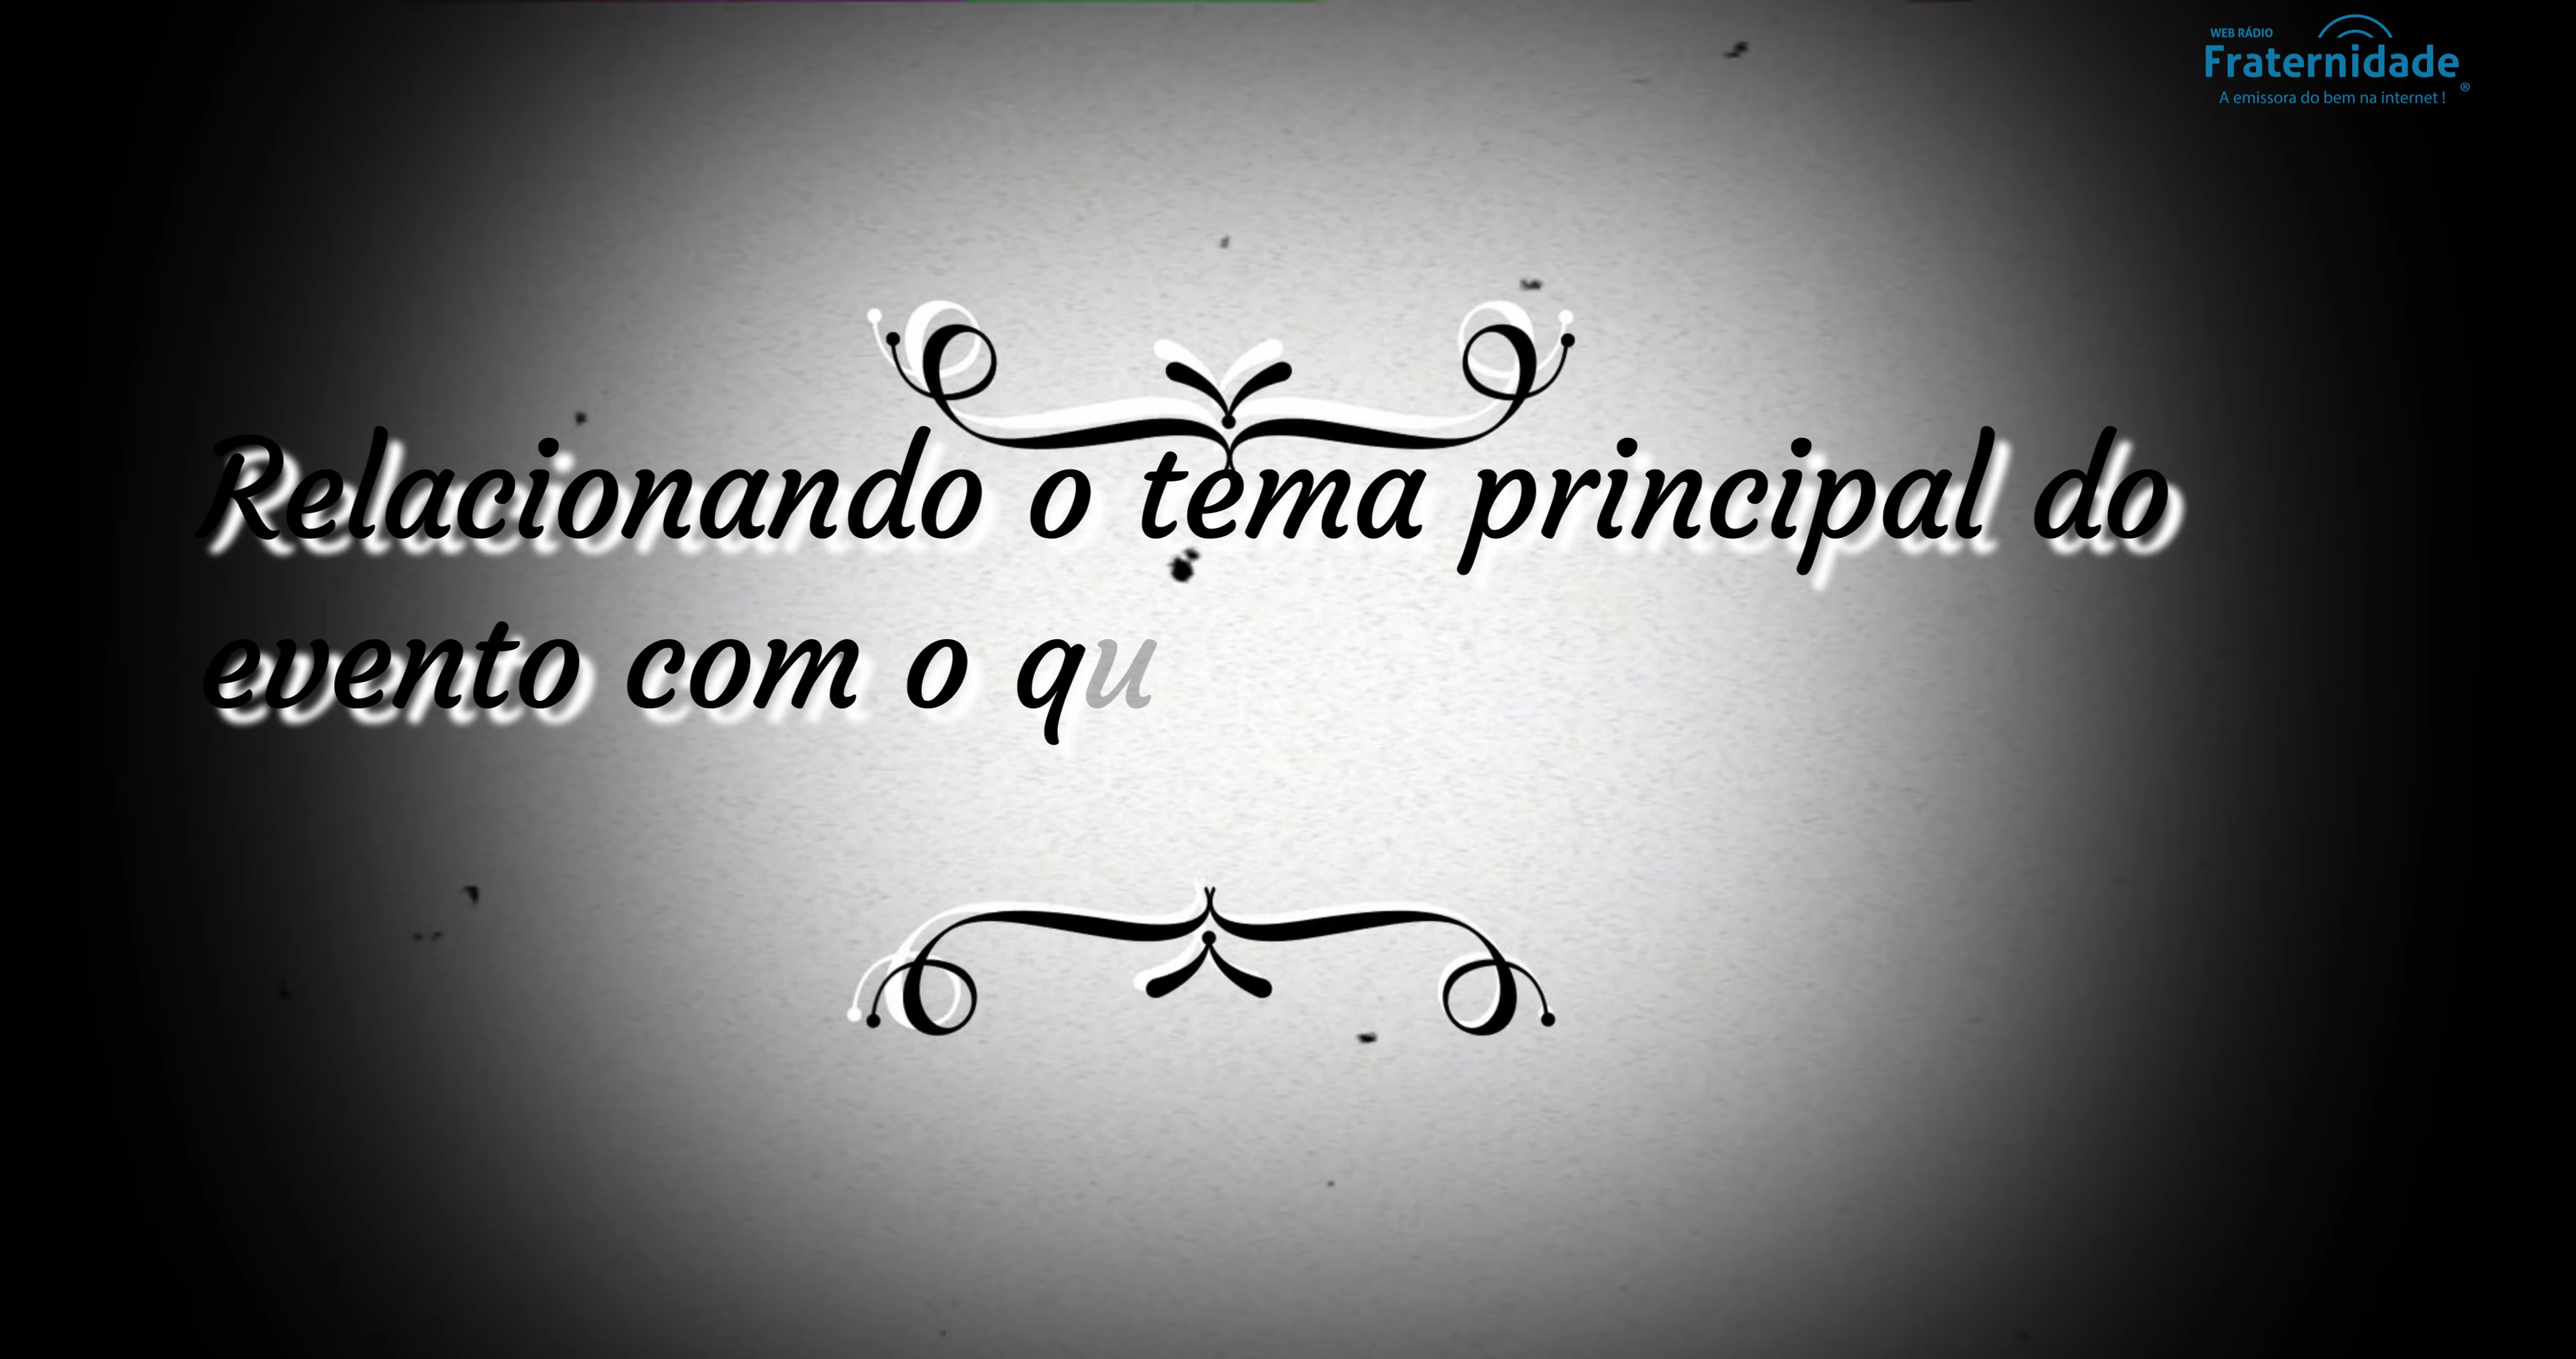 WEB RÁDIO
Fraternidade
®
A emissora do bem na internet !
Relacionando o tema principal do
evento com o qu